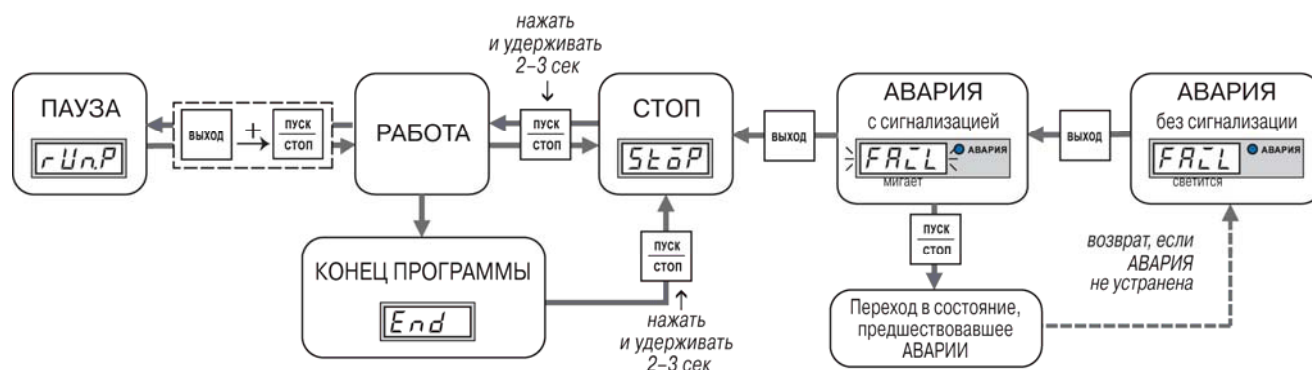 нажать
и удерживать
2–3 сек
ПАУЗА
rUn.P
выход
+
пуск
стоп
РАБОТА
пуск
стоп
СТОП
StoP
выход
АВАРИЯ
с сигнализацией
FAiL
АВАРИЯ
мигает
выход
АВАРИЯ
без сигнализации
FAiL
АВАРИЯ
светится
КОНЕЦ ПРОГРАММЫ
End
пуск
стоп
нажать
и удерживать
2–3 сек
пуск
стоп
Переход в состояние,
предшествовавшее
АВАРИИ
возврат, если
АВАРИЯ
не устранена